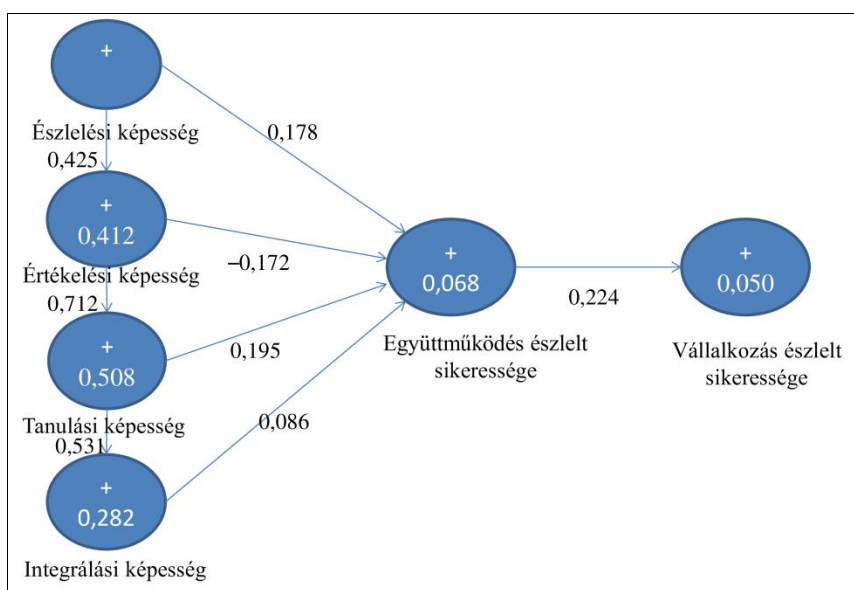 +
Észlelési képesség
0,178
0,425
+
0,412
−0,172
Értékelési képesség
0,712
+
0,508
0,195
Tanulási képesség
0,531
0,086
+
0,282
Integrálási képesség
+
0,068
0,224
Együttműködés észlelt
sikeressége
+
0,050
Vállalkozás észlelt
sikeressége